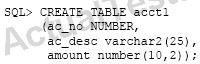 SQL> CREATE TABLE acct1
(ac_no NUMBER,
ac_desc varchar2(25),
amount number(10,2));